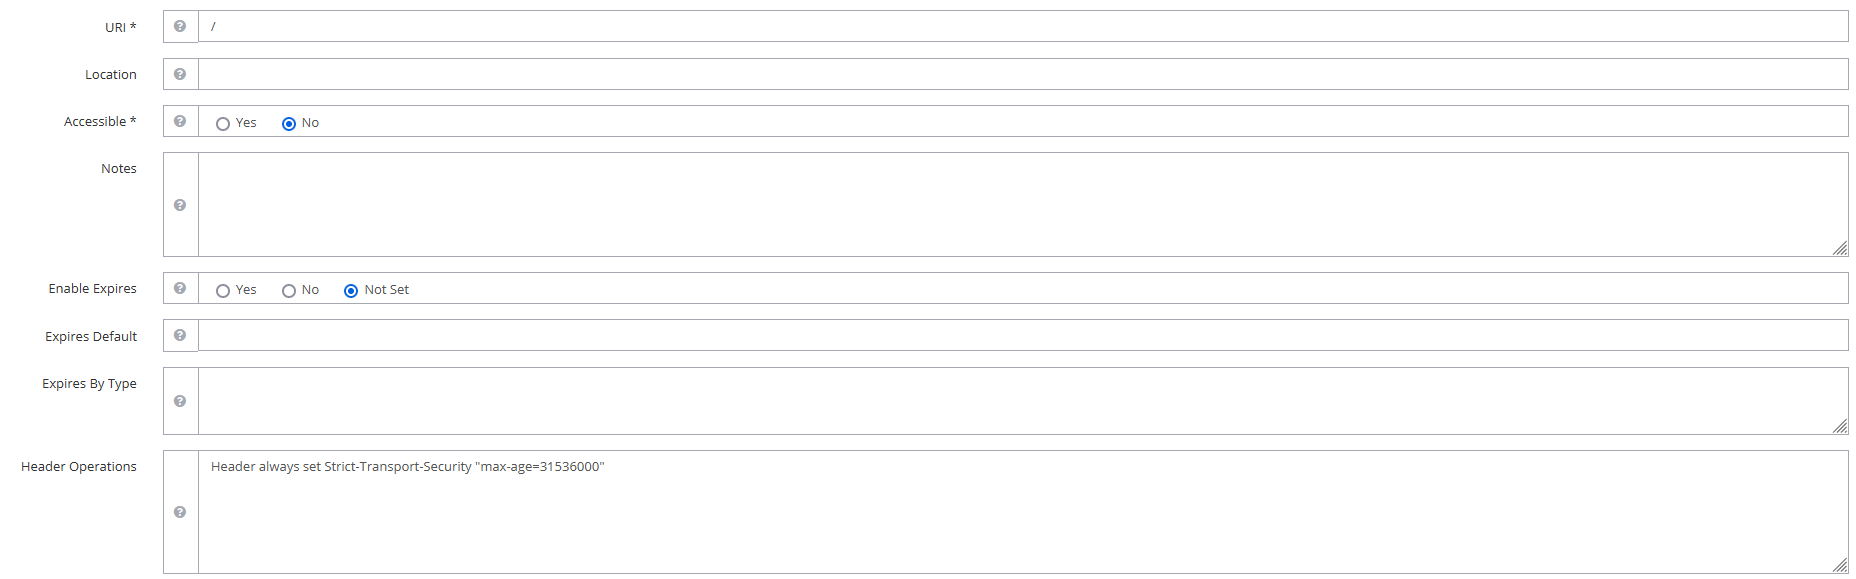 URI *
/
Location
Accessible *
Yes No
Notes
Enable Expires
Yes No Not Set
Expires Default
Expires By Type
Header Operations
Header always set Strict-Transport-Security "max-age=31536000"